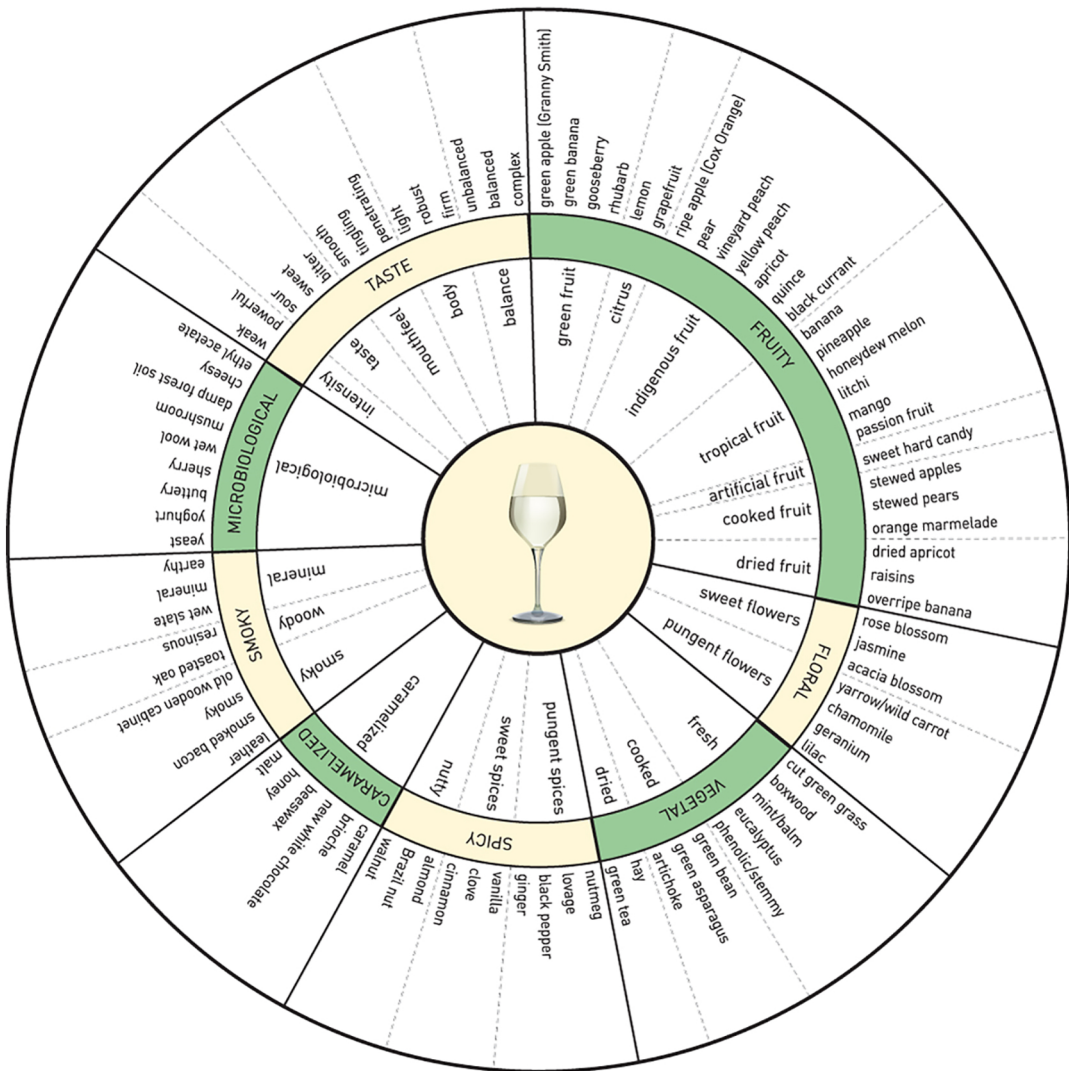 TASTE
FRUITY
FLORAL
VEGETAL
SPICY
CARAMELIZED
SMOKY
MICROBIOLOGICAL
green fruit
citrus
indigenous fruit
tropical fruit
artificial fruit
cooked fruit
dried fruit
sweet flowers
pungent flowers
fresh
cooked
dried
pungent spices
sweet spices
nutty
caramelized
smoky
woody
mineral
microbiological
intensity
taste
mouthfeel
body
balance
green apple (Granny Smith)
green banana
gooseberry
rhubarb
lemon
grapefruit
ripe apple (Cox Orange)
pear
vineyard peach
yellow peach
apricot
quince
black currant
banana
pineapple
honeydew melon
litchi
mango
passion fruit
sweet hard candy
stewed apples
stewed pears
orange marmelade
dried apricot
raisins
overripe banana
rose blossom
jasmine
acacia blossom
yarrow/wild carrot
chamomile
geranium
lilac
cut green grass
boxwood
mint/balm
eucalyptus
phenolic/stemmy
green bean
green asparagus
artichoke
hay
green tea
nutmeg
lovage
black pepper
ginger
vanilla
clove
cinnamon
almond
Brazil nut
walnut
caramel
brioche
new white chocolate
beeswax
honey
malt
leather
smoked bacon
smoky
old wooden cabinet
toasted oak
resinous
wet slate
mineral
earthy
yeast
yoghurt
buttery
sherry
wet wool
mushroom
damp forest soil
cheesy
ethyl acetate
weak
powerful
sour
sweet
bitter
smooth
tingling
penetrating
light
robust
firm
unbalanced
balanced
complex